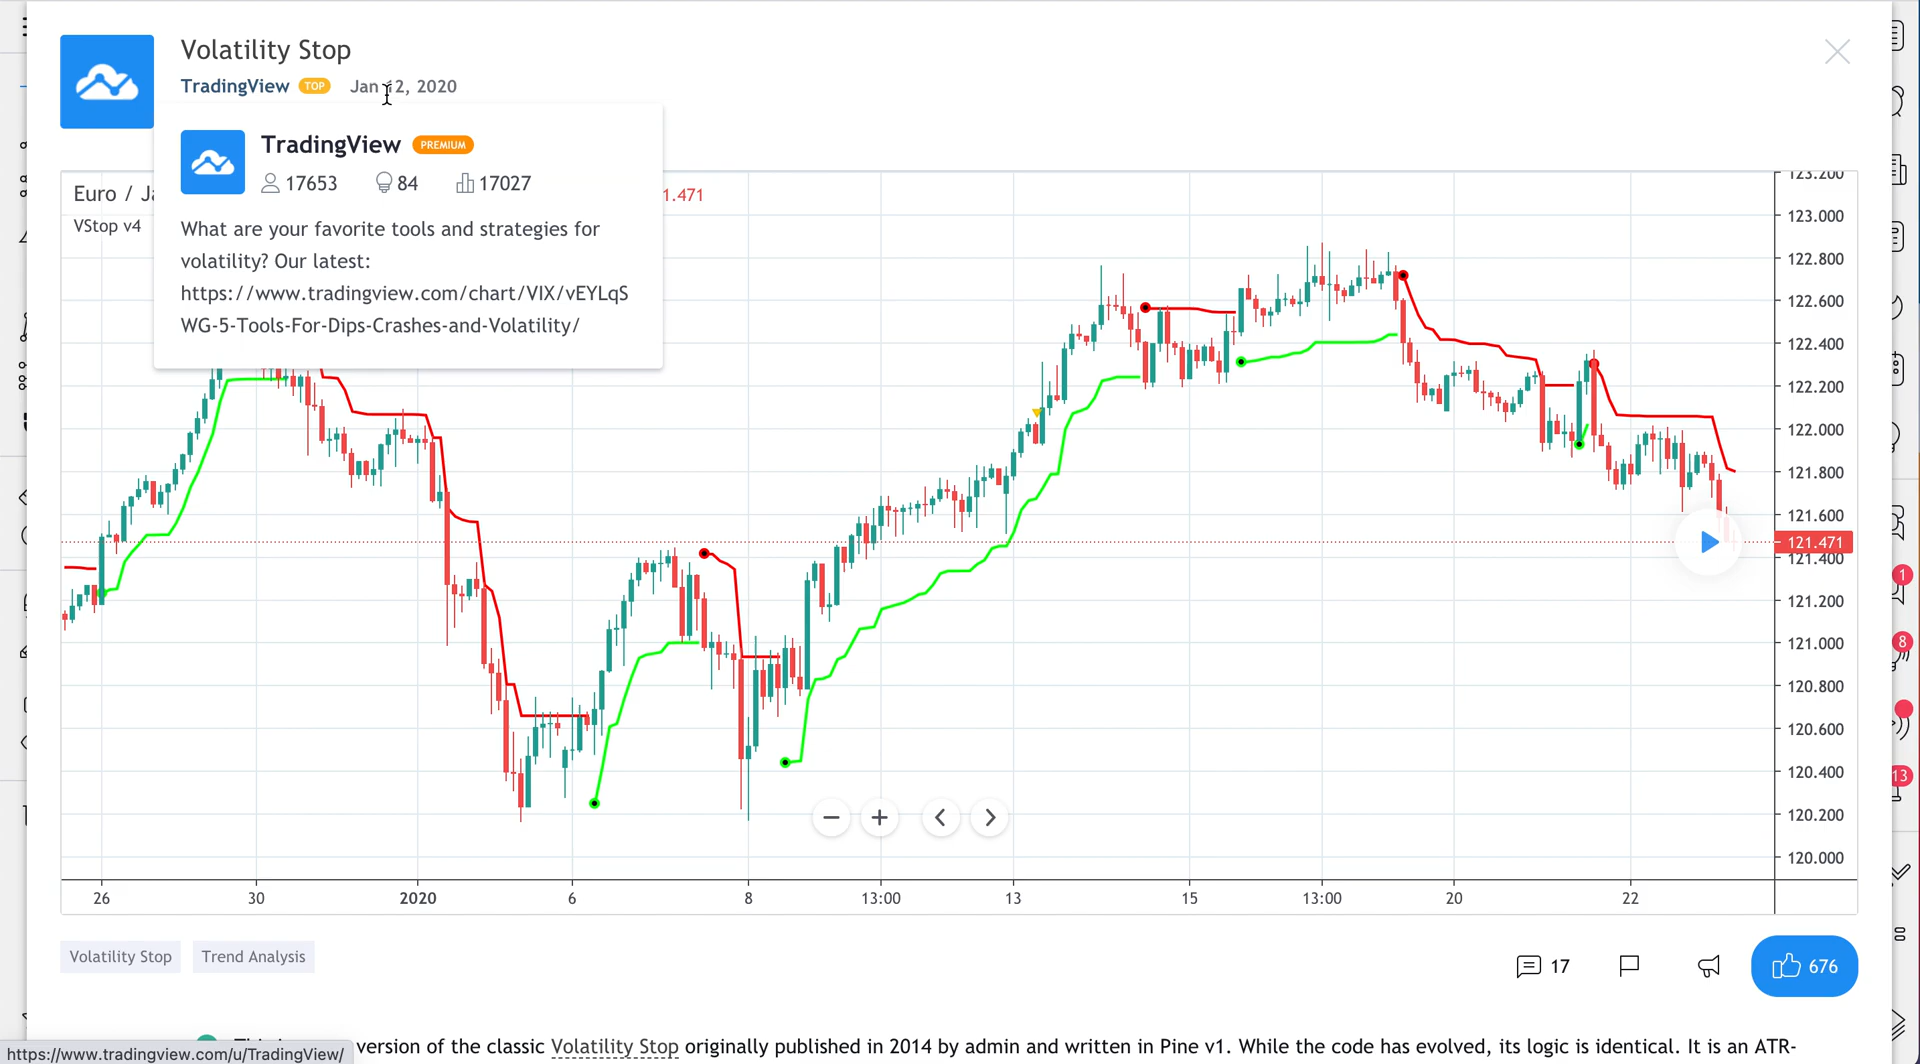 Volatility Stop
TradingView TOP Jan 12, 2020
TradingView PREMIUM
17653 84 17027
What are your favorite tools and strategies for
volatility? Our latest:
https://www.tradingview.com/chart/VIX/vEYLqS
WG-5-Tools-For-Dips-Crashes-and-Volatility/
Euro / Ja
1.471
VStop v4
123.200
123.000
122.800
122.600
122.400
122.200
122.000
121.800
121.600
121.471
121.400
121.200
121.000
120.800
120.600
120.400
120.200
120.000
26 30 2020 6 8 13:00 13 15 13:00 20 22
Volatility Stop Trend Analysis
17 676
version of the classic Volatility Stop originally published in 2014 by admin and written in Pine v1. While the code has evolved, its logic is identical. It is an ATR-
https://www.tradingview.com/u/TradingView/
1
8
13